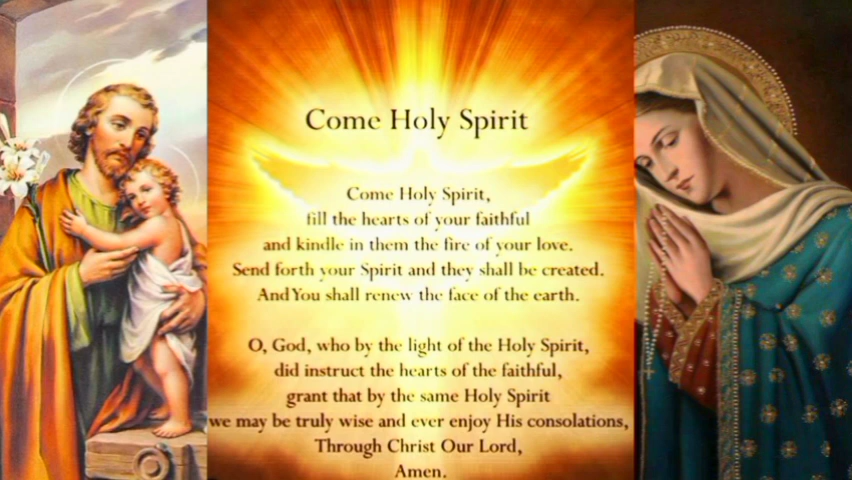 Come Holy Spirit
Come Holy Spirit,
fill the hearts of your faithful
and kindle in them the fire of your love.
Send forth your Spirit and they shall be created.
And You shall renew the face of the earth.
O, God, who by the light of the Holy Spirit,
did instruct the hearts of the faithful,
grant that by the same Holy Spirit
we may be truly wise and ever enjoy His consolations,
Through Christ Our Lord,
Amen.